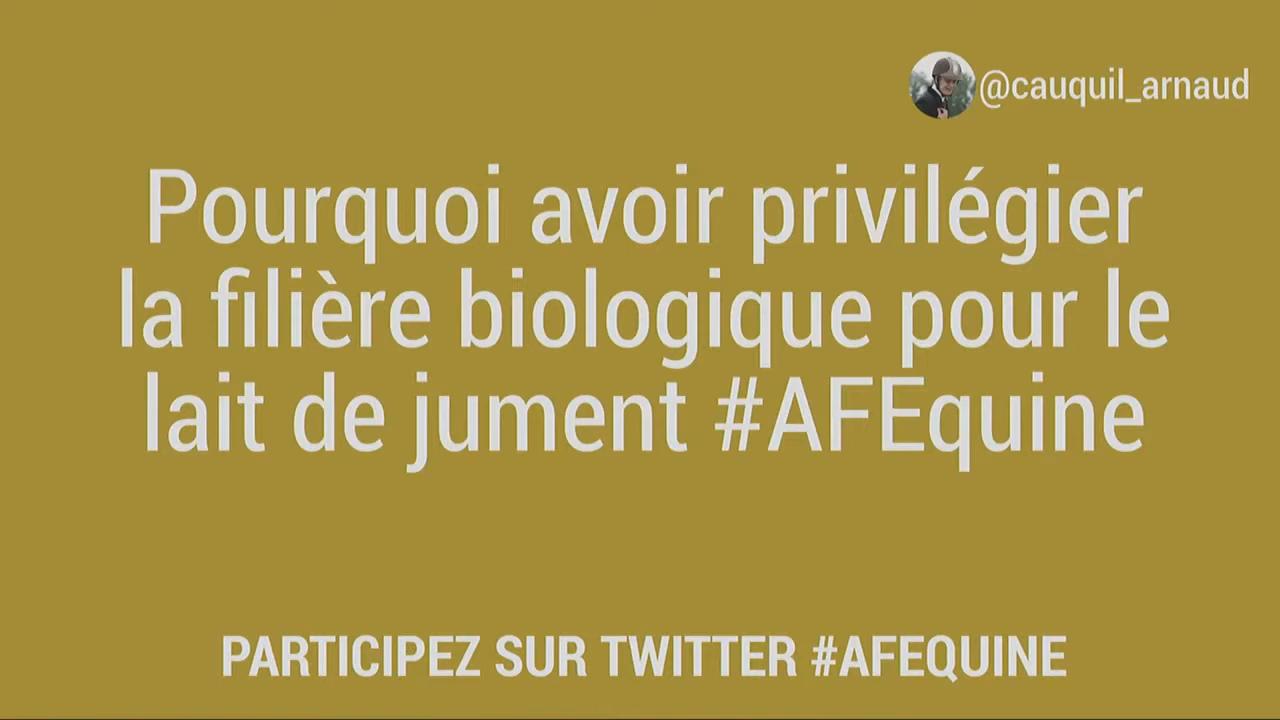 @cauquil_arnaud
Pourquoi avoir privilégier
la filière biologique pour le
lait de jument #AFEquine
PARTICIPEZ SUR TWITTER #AFEQUINE